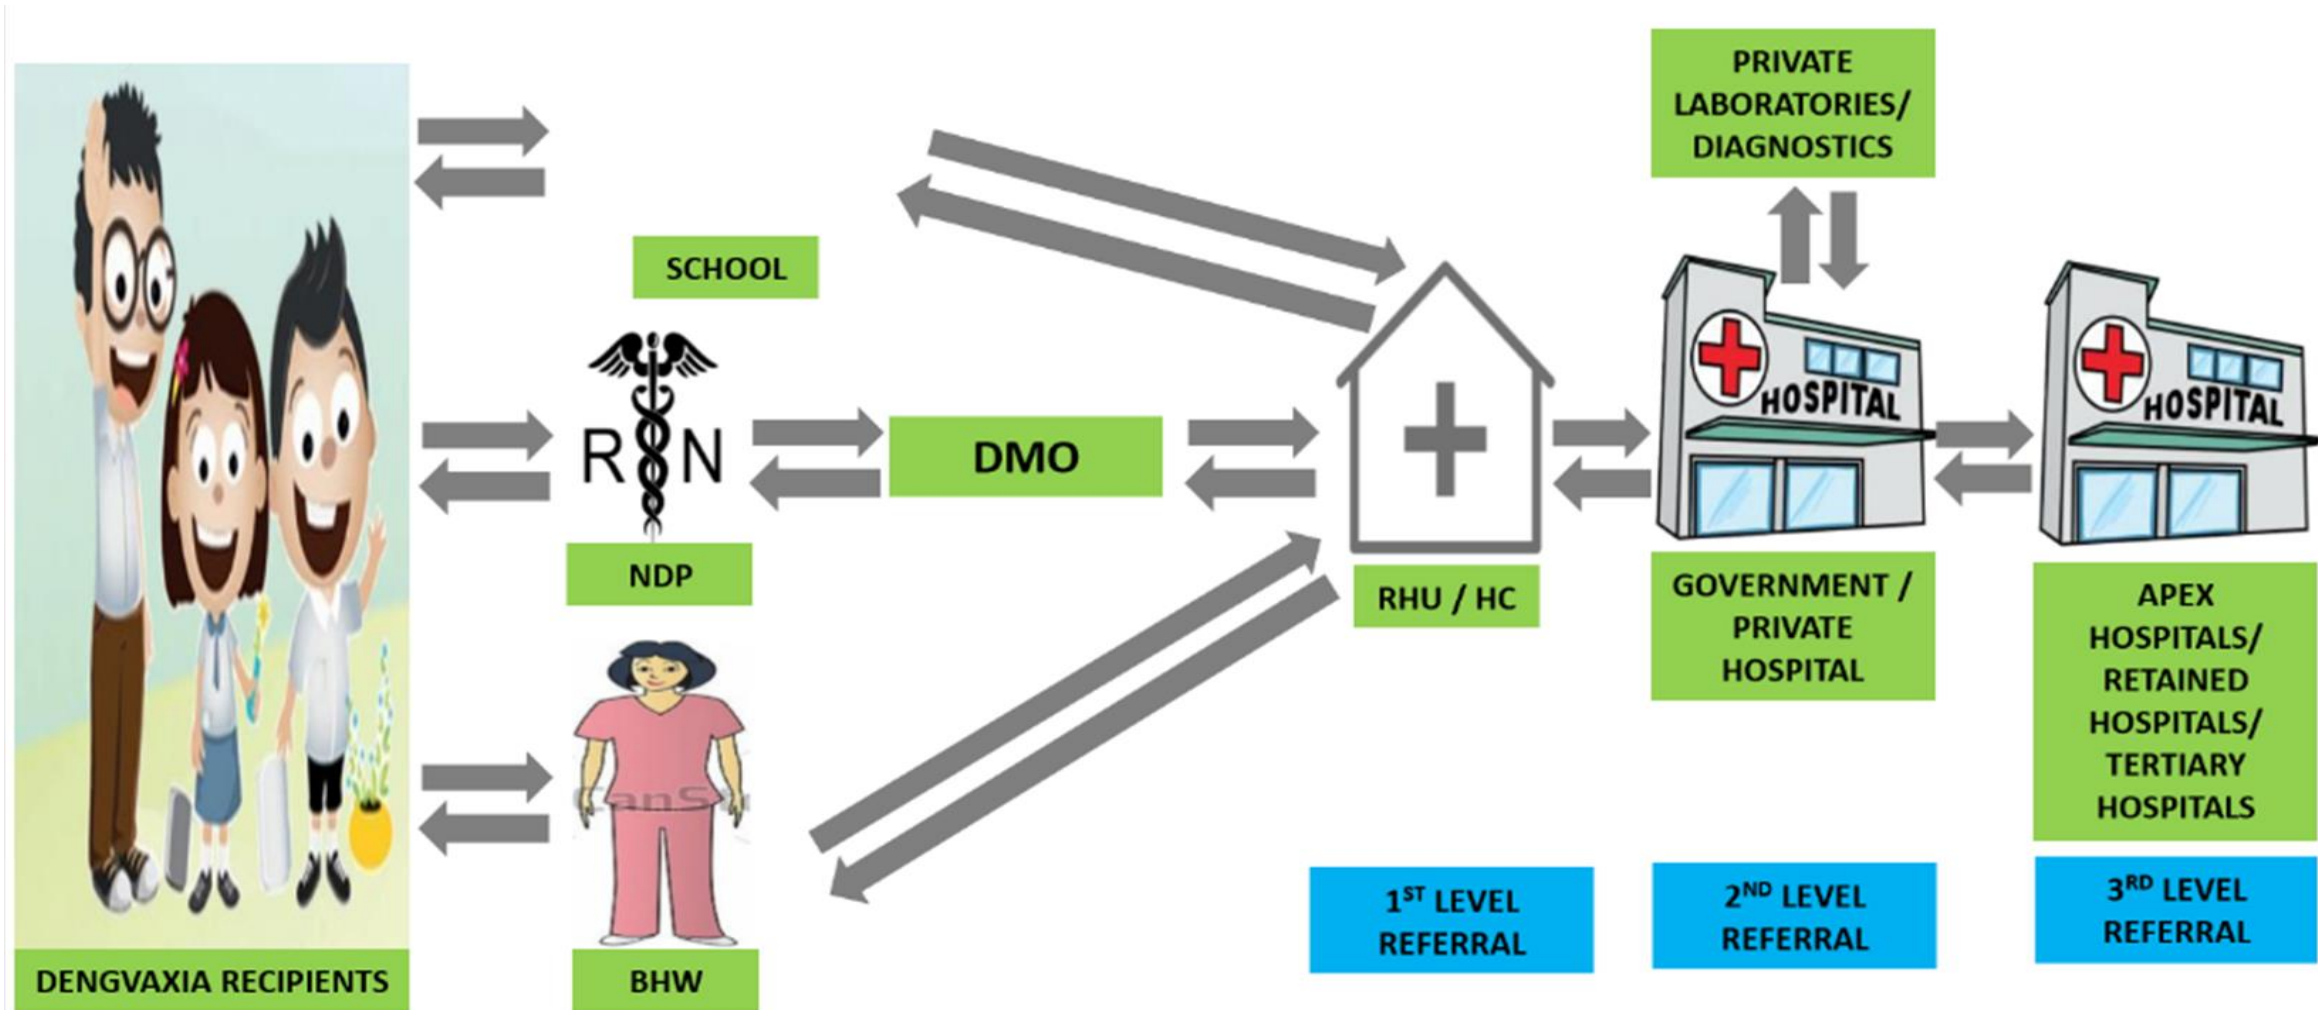 PRIVATE
LABORATORIES/
DIAGNOSTICS
SCHOOL
R N
NDP
DMO
HOSPITAL
HOSPITAL
RHU / HC
GOVERNMENT /
PRIVATE
HOSPITAL
APEX
HOSPITALS/
RETAINED
HOSPITALS/
TERTIARY
HOSPITALS
DENGVAXIA RECIPIENTS
BHW
1ST LEVEL
REFERRAL
2ND LEVEL
REFERRAL
3RD LEVEL
REFERRAL